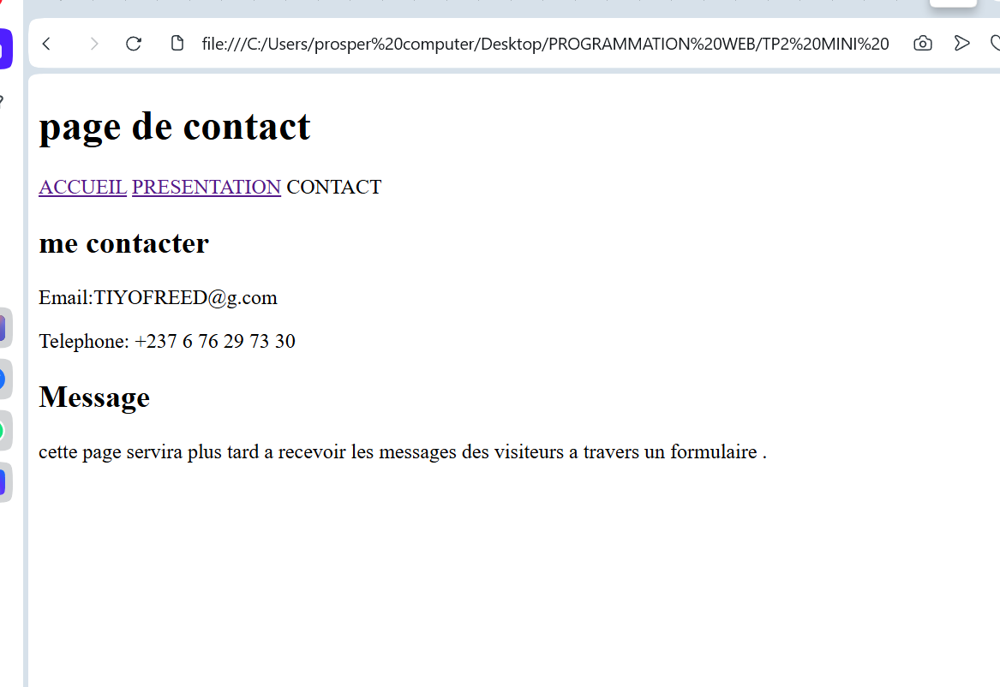 file:///C:/Users/prosper%20computer/Desktop/PROGRAMMATION%20WEB/TP2%20MINI%20
page de contact
ACCUEIL PRESENTATION CONTACT
me contacter
Email:TIYOFREED@g.com
Telephone: +237 6 76 29 73 30
Message
cette page servira plus tard a recevoir les messages des visiteurs a travers un formulaire .